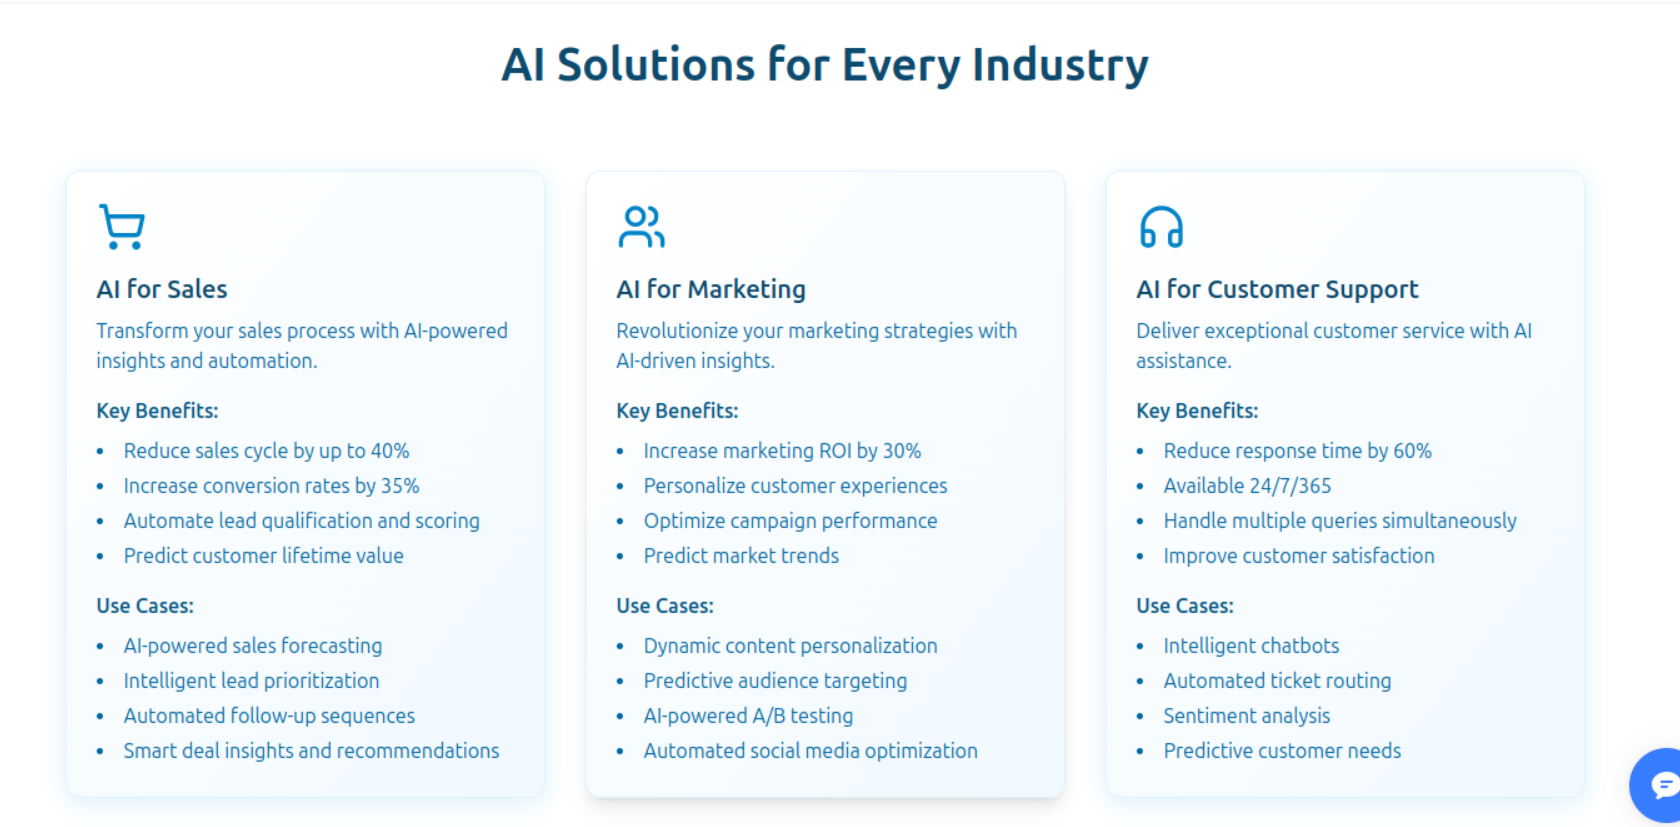 AI Solutions for Every Industry
AI for Sales
Transform your sales process with AI-powered
insights and automation.
Key Benefits:
• Reduce sales cycle by up to 40%
• Increase conversion rates by 35%
• Automate lead qualification and scoring
• Predict customer lifetime value
Use Cases:
• AI-powered sales forecasting
• Intelligent lead prioritization
• Automated follow-up sequences
• Smart deal insights and recommendations
AI for Marketing
Revolutionize your marketing strategies with
AI-driven insights.
Key Benefits:
• Increase marketing ROI by 30%
• Personalize customer experiences
• Optimize campaign performance
• Predict market trends
Use Cases:
• Dynamic content personalization
• Predictive audience targeting
• AI-powered A/B testing
• Automated social media optimization
AI for Customer Support
Deliver exceptional customer service with AI
assistance.
Key Benefits:
• Reduce response time by 60%
• Available 24/7/365
• Handle multiple queries simultaneously
• Improve customer satisfaction
Use Cases:
• Intelligent chatbots
• Automated ticket routing
• Sentiment analysis
• Predictive customer needs